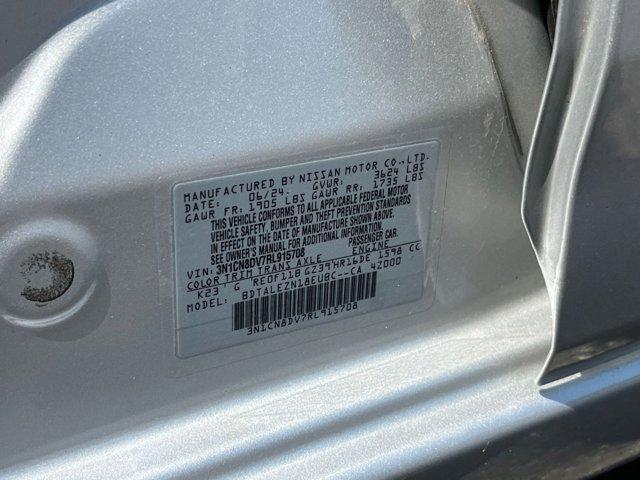 MANUFACTURED BY NISSAN MOTOR CO., LTD.
DATE: 06/24 GVWR: 3624 LBS
GAWR FR: 1905 LBS GAWR RR: 1735 LBS
THIS VEHICLE CONFORMS TO ALL APPLICABLE FEDERAL MOTOR
VEHICLE SAFETY, BUMPER AND THEFT PREVENTION STANDARDS
IN EFFECT ON THE DATE OF MANUFACTURE SHOWN ABOVE.
SEE OWNER'S MANUAL FOR ADDITIONAL INFORMATION
VIN: 3N1CN8DV7RL915708 PASSENGER CAR
COLOR TRIM TRANS AXLE ENGINE
K23 G RE0F11B GZ39 HR16DE 1598 CC
MODEL: BDTALEZN18EUBC--CA 42000
3N1CN8DV7RL915708